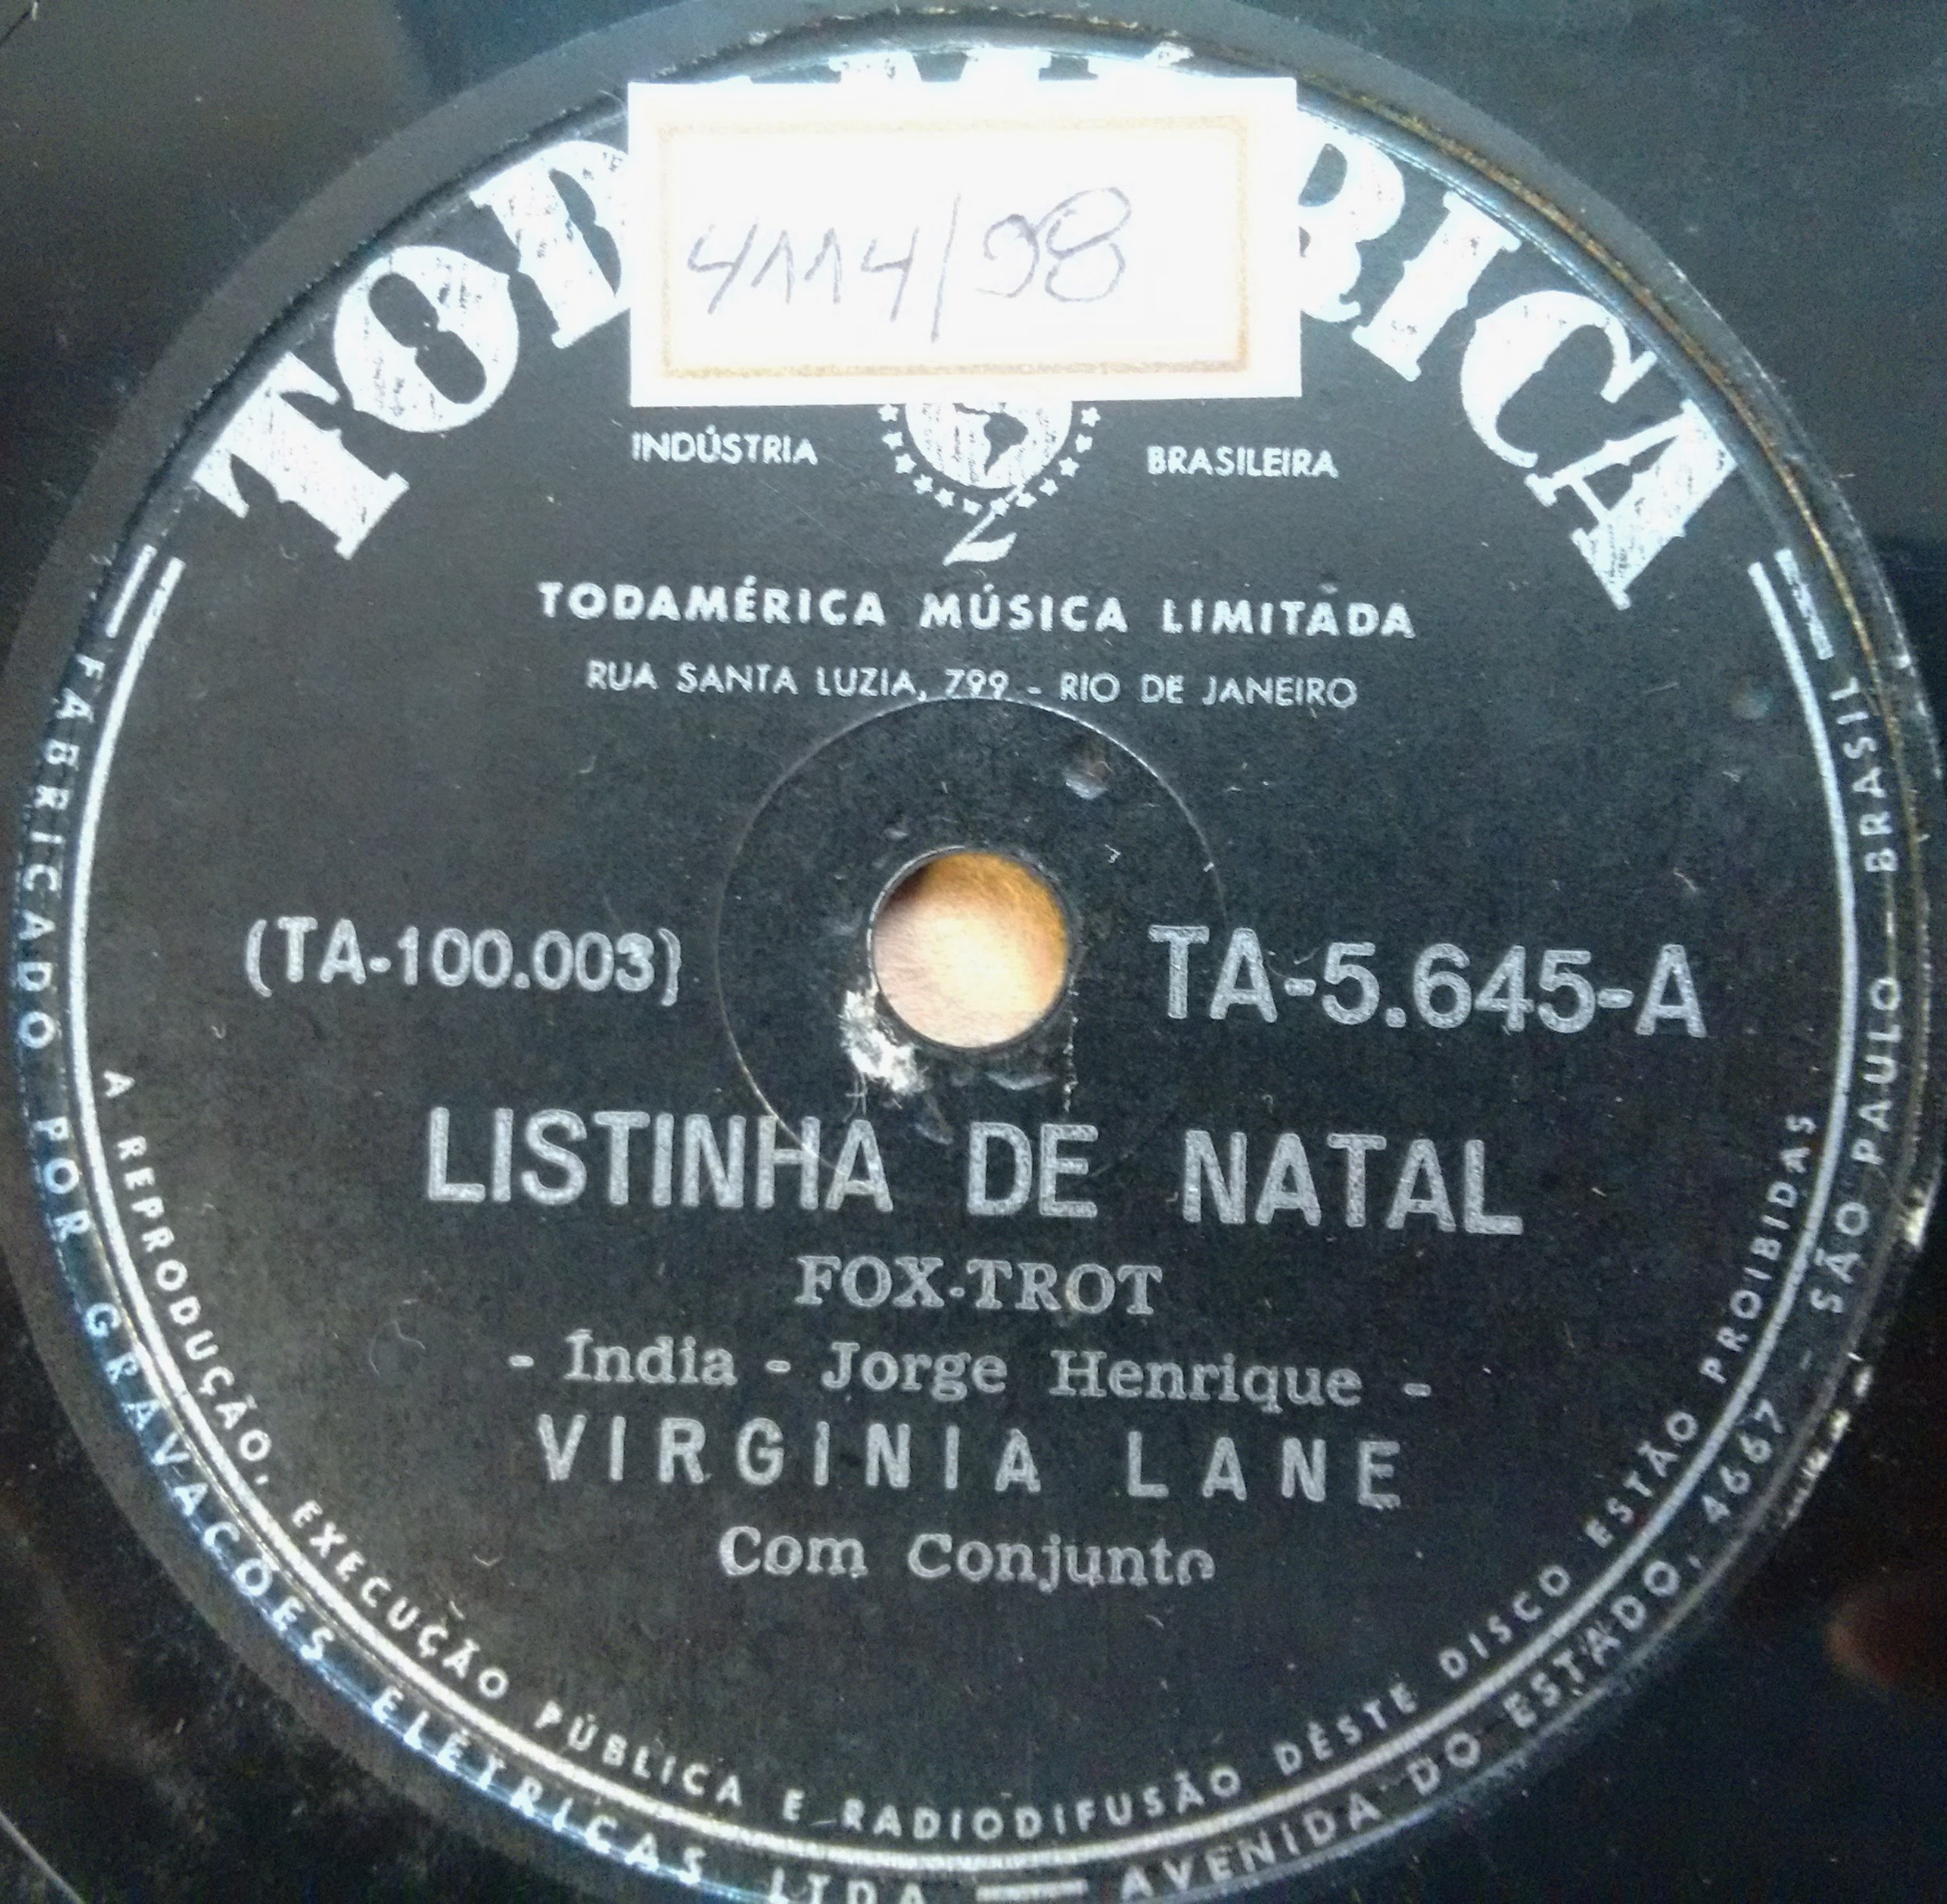 4114/98
INDÚSTRIA BRASILEIRA
TODAMÉRICA MÚSICA LIMITADA
RUA SANTA LUZIA, 799 - RIO DE JANEIRO
(TA-100.003) TA-5.645-A
LISTINHA DE NATAL
FOX-TROT
- Índia - Jorge Henrique -
VIRGINIA LANE
Com Conjunto
A REPRODUÇÃO, EXECUÇÃO PÚBLICA E RADIODIFUSÃO DÊSTE DISCO ESTÃO PROIBIDAS
FABRICADO POR GRAVAÇÕES ELÉTRICAS LTDA — AVENIDA DO ESTADO, 4667 - SÃO PAULO - BRASIL